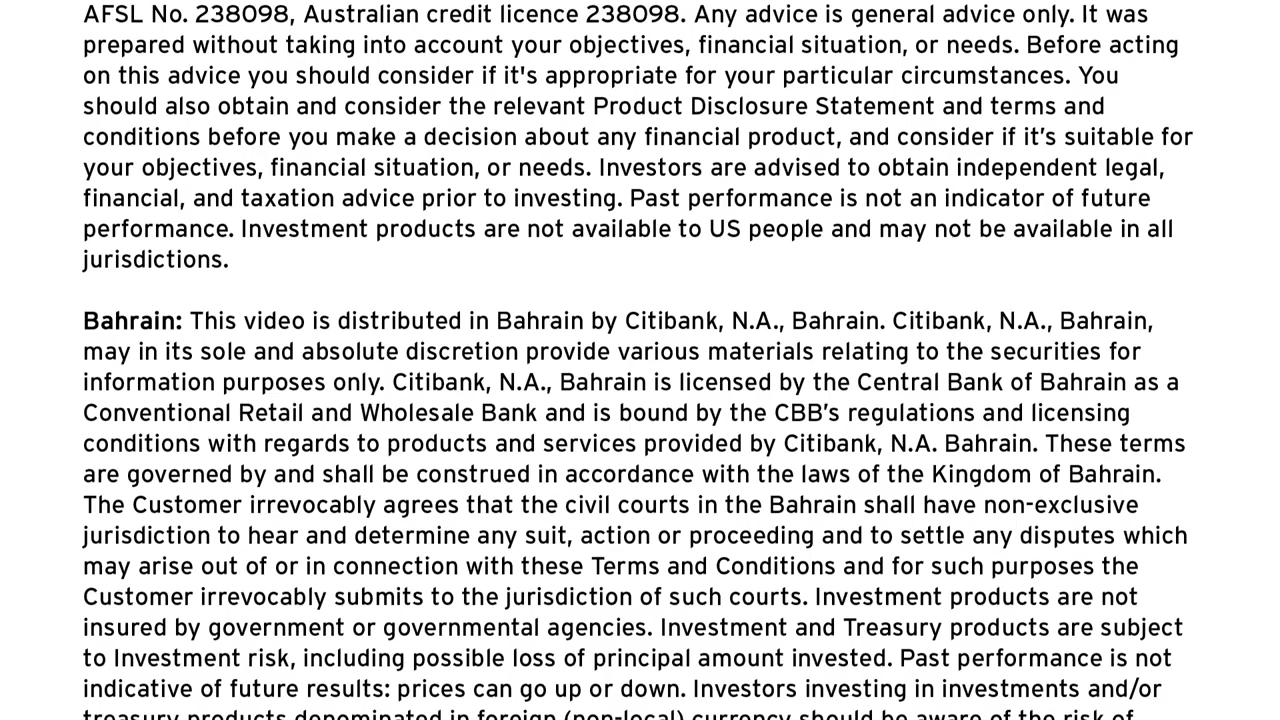 AFSL No. 238098, Australian credit licence 238098. Any advice is general advice only. It was
prepared without taking into account your objectives, financial situation, or needs. Before acting
on this advice you should consider if it's appropriate for your particular circumstances. You
should also obtain and consider the relevant Product Disclosure Statement and terms and
conditions before you make a decision about any financial product, and consider if it’s suitable for
your objectives, financial situation, or needs. Investors are advised to obtain independent legal,
financial, and taxation advice prior to investing. Past performance is not an indicator of future
performance. Investment products are not available to US people and may not be available in all
jurisdictions.
Bahrain: This video is distributed in Bahrain by Citibank, N.A., Bahrain. Citibank, N.A., Bahrain,
may in its sole and absolute discretion provide various materials relating to the securities for
information purposes only. Citibank, N.A., Bahrain is licensed by the Central Bank of Bahrain as a
Conventional Retail and Wholesale Bank and is bound by the CBB’s regulations and licensing
conditions with regards to products and services provided by Citibank, N.A. Bahrain. These terms
are governed by and shall be construed in accordance with the laws of the Kingdom of Bahrain.
The Customer irrevocably agrees that the civil courts in the Bahrain shall have non-exclusive
jurisdiction to hear and determine any suit, action or proceeding and to settle any disputes which
may arise out of or in connection with these Terms and Conditions and for such purposes the
Customer irrevocably submits to the jurisdiction of such courts. Investment products are not
insured by government or governmental agencies. Investment and Treasury products are subject
to Investment risk, including possible loss of principal amount invested. Past performance is not
indicative of future results: prices can go up or down. Investors investing in investments and/or
treasury products denominated in foreign (non-local) currency should be aware of the risk of